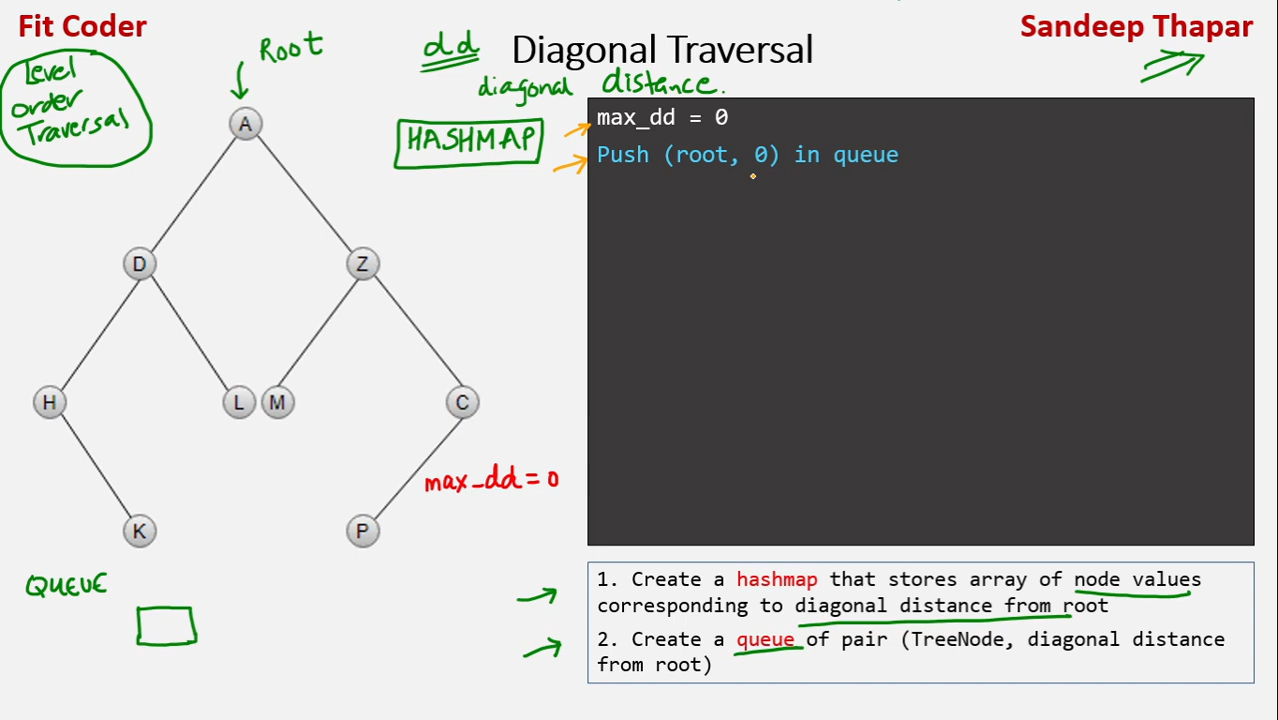 Fit Coder
Sandeep Thapar
Diagonal Traversal
Level
order
Traversal
Root
dd
diagonal distance.
HASHMAP
max_dd = 0
Push (root, 0) in queue
A
D
Z
H
L
M
C
max_dd = 0
K
P
QUEUE
1. Create a hashmap that stores array of node values
corresponding to diagonal distance from root
2. Create a queue of pair (TreeNode, diagonal distance
from root)